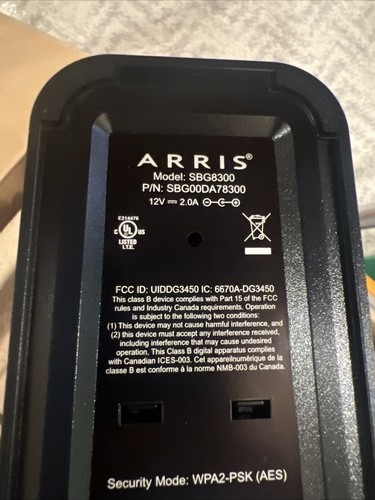 ARRIS®
Model: SBG8300
P/N: SBG00DA78300
12V ⎓ 2.0A
E214476
C UL US
LISTED
I.T.E.
FCC ID: UIDDG3450 IC: 6670A-DG3450
This class B device complies with Part 15 of the FCC
rules and Industry Canada requirements. Operation
is subject to the following two conditions:
(1) This device may not cause harmful interference, and
(2) this device must accept any interference received,
including interference that may cause undesired
operation. This Class B digital apparatus complies
with Canadian ICES-003. Cet appareilnumérique de la
classe B est conforme à la norme NMB-003 du Canada.
Security Mode: WPA2-PSK (AES)